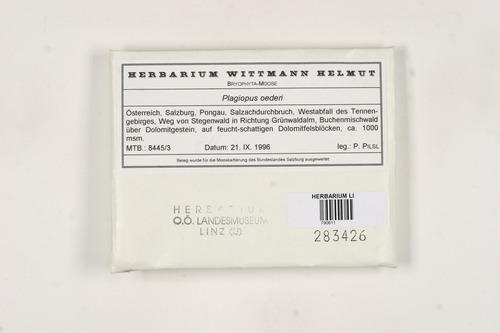 HERBARIUM WITTMANN HELMUT
BRYOPHYTA-MOOSE
Plagiopus oederi
Österreich, Salzburg, Pongau, Salzachdurchbruch, Westabfall des Tennen-
gebirges, Weg von Stegenwald in Richtung Grünwaldalm, Buchenmischwald
über Dolomitgestein, auf feucht-schattigen Dolomitfelsblöcken, ca. 1000
msm.
MTB.: 8445/3 Datum: 21. IX. 1996 leg.: P. PILSL
Beleg wurde für die Mooskartierung des Bundeslandes Salzburg ausgewertet
HERBARIUM LI
790611
HERBARIUM
O.Ö. LANDESMUSEUM
LINZ (LI)
283426